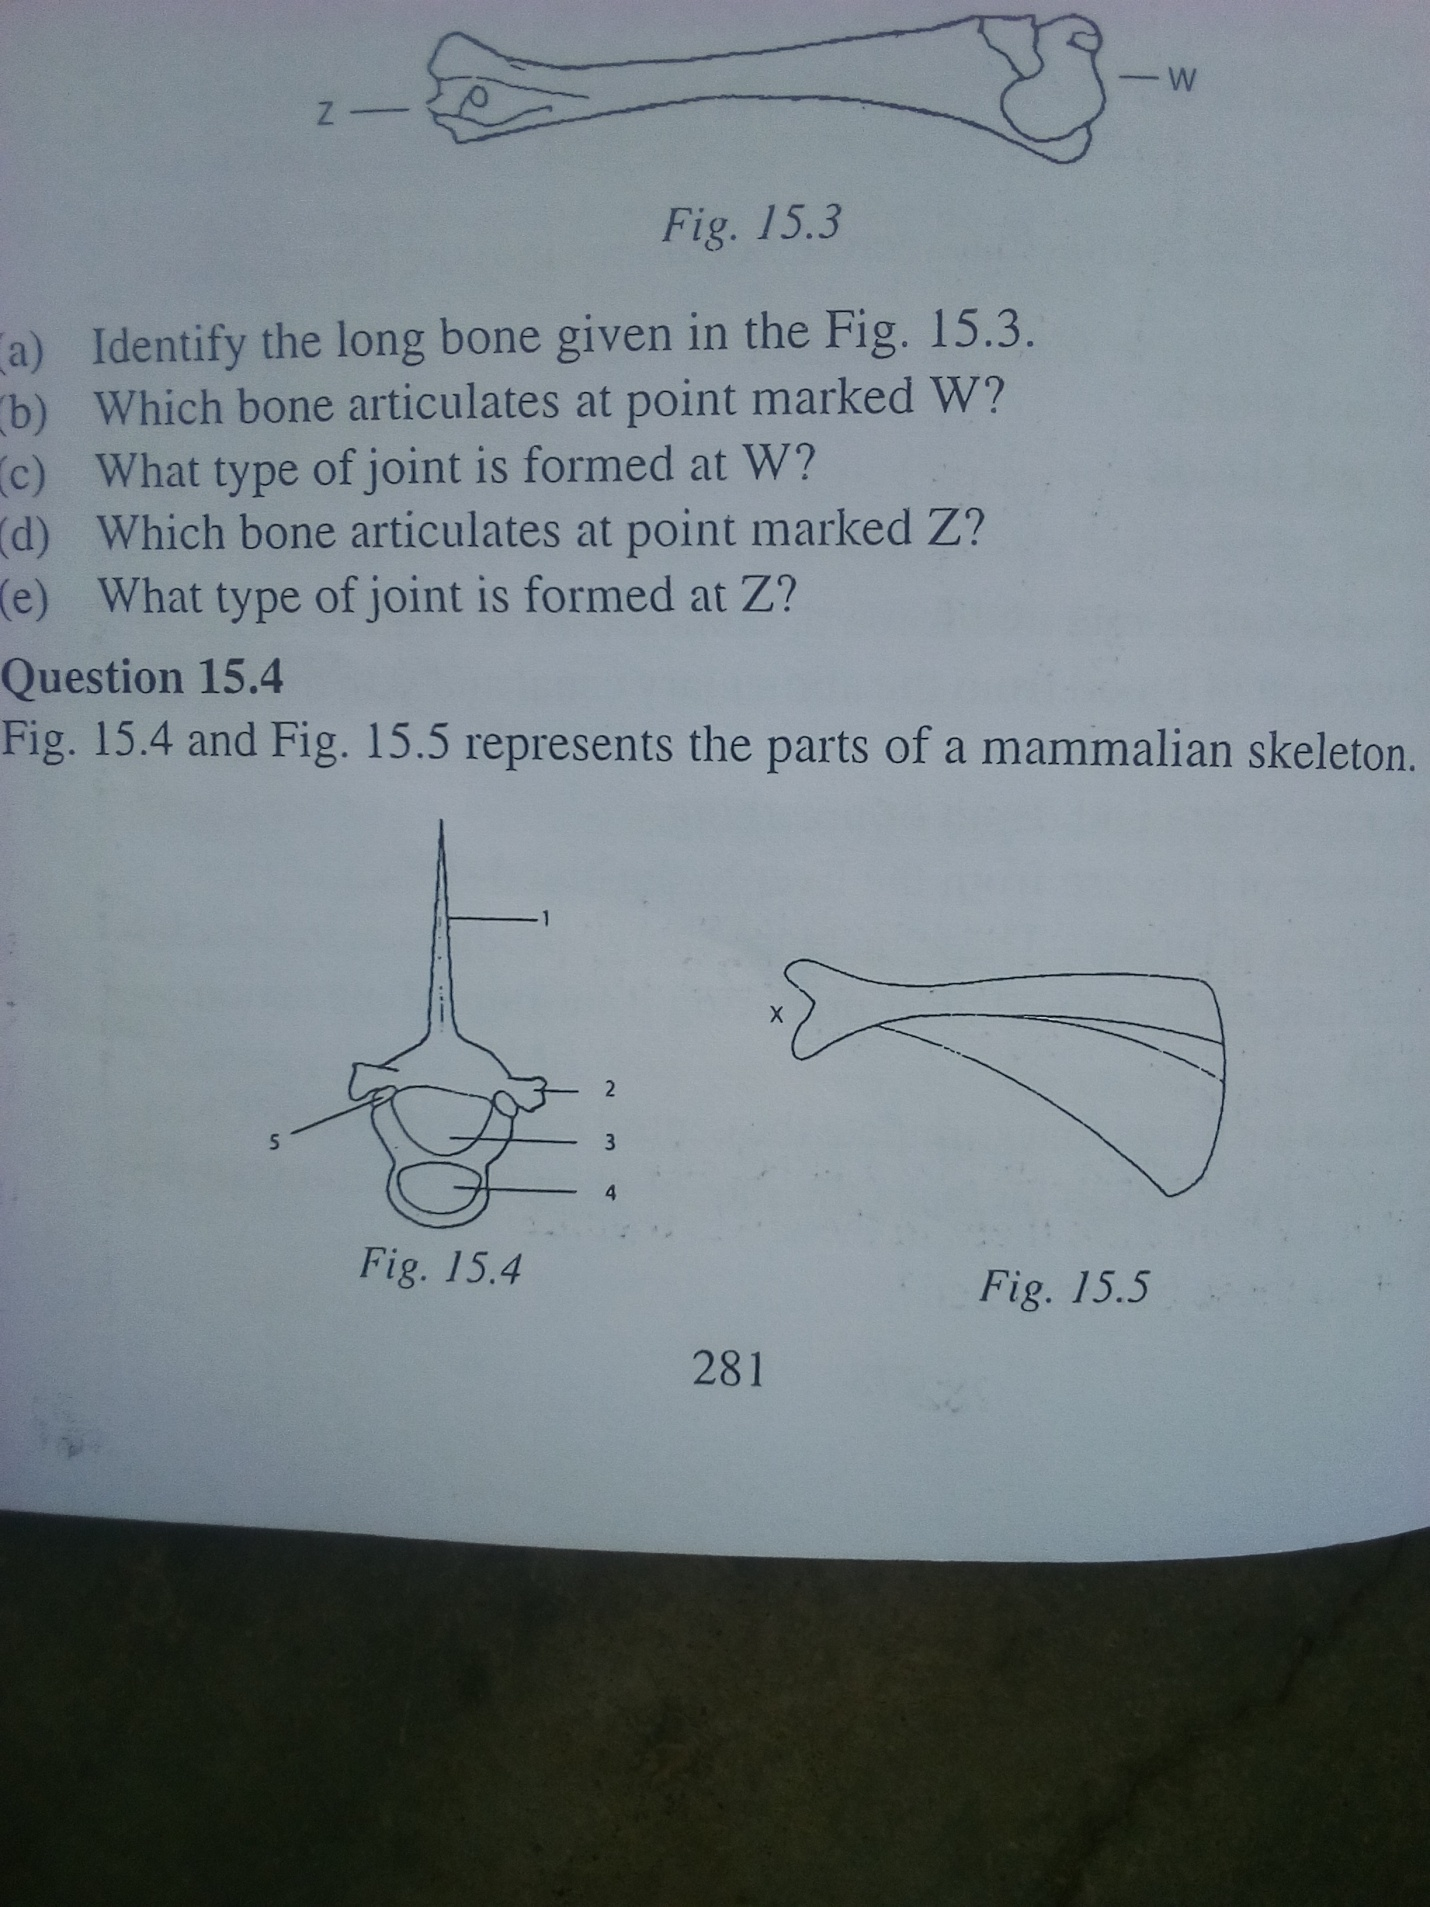 Z
W
Fig. 15.3
(a) Identify the long bone given in the Fig. 15.3.
(b) Which bone articulates at point marked W?
(c) What type of joint is formed at W?
(d) Which bone articulates at point marked Z?
(e) What type of joint is formed at Z?
Question 15.4
Fig. 15.4 and Fig. 15.5 represents the parts of a mammalian skeleton.
1
2
3
4
5
X
Fig. 15.4
Fig. 15.5
281